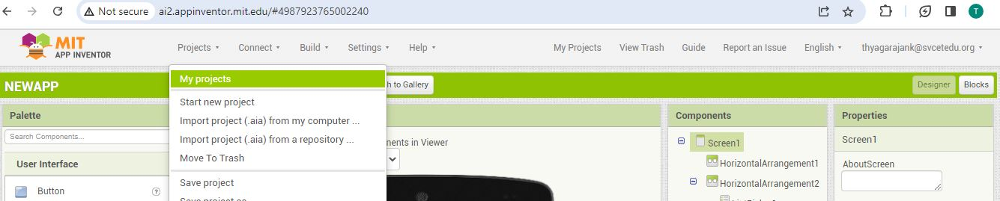 Not secure ai2.appinventor.mit.edu/#4987923765002240 T
MIT
APP INVENTOR
Projects Connect Build Settings Help My Projects View Trash Guide Report an Issue English thyagarajank@svcetedu.org
NEWAPP
My projects
h to Gallery
Designer Blocks
Palette
Start new project
Components
Properties
Search Components...
Import project (.aia) from my computer ...
Import project (.aia) from a repository ...
nents in Viewer
Screen1
Screen1
User Interface
Move To Trash
HorizontalArrangement1
AboutScreen
Button
?
Save project
HorizontalArrangement2
Save project as